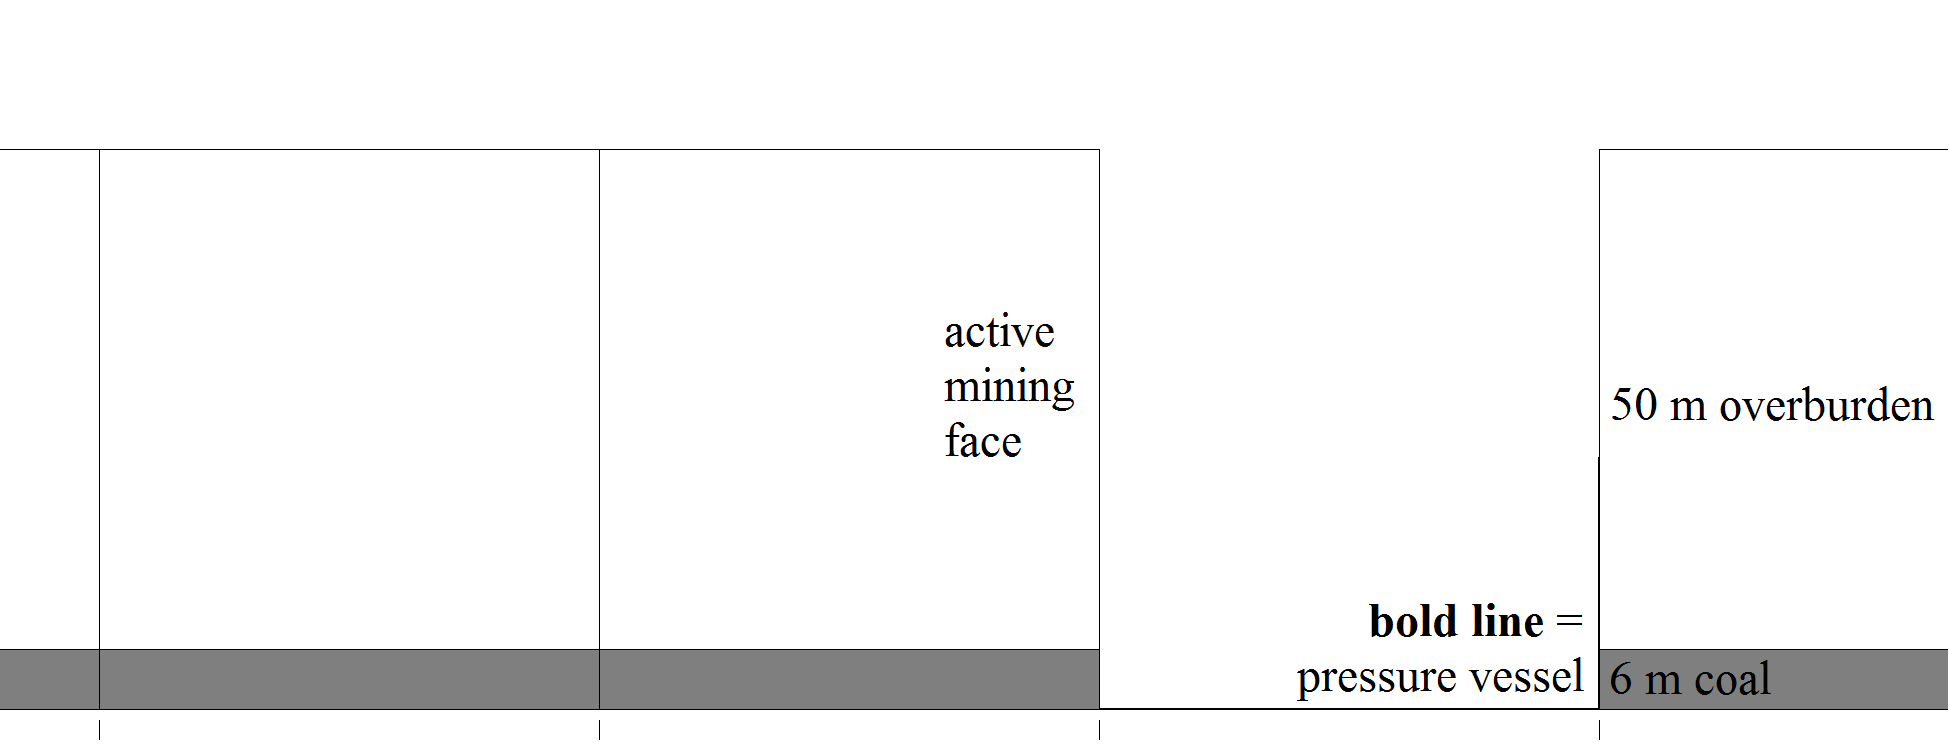 active
mining
face
50 m overburden
bold line =
pressure vessel
6 m coal